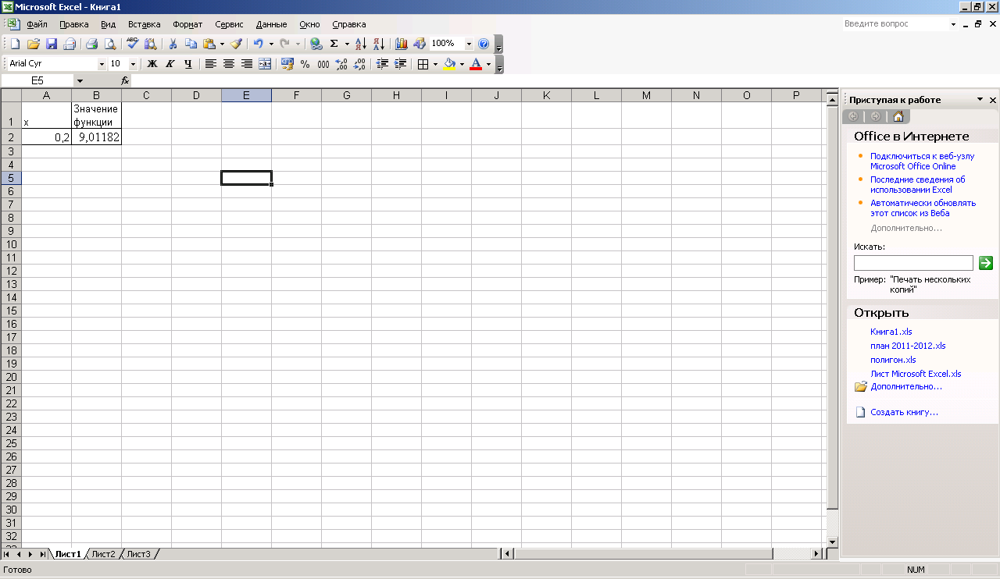 Microsoft Excel - Книга1
Файл Правка Вид Вставка Формат Сервис Данные Окно Справка
Введите вопрос
100%
Arial Cyr 10 Ж К Ч % 000
E5 fx
A B C D E F G H I J K L M N O P
1 x Значение
функции
2 0,2 9,01182
3
4
5
6
7
8
9
10
11
12
13
14
15
16
17
18
19
20
21
22
23
24
25
26
27
28
29
30
31
32
Приступая к работе
Office в Интернете
Подключиться к веб-узлу
Microsoft Office Online
Последние сведения об
использовании Excel
Автоматически обновлять
этот список из Веба
Дополнительно...
Искать:
Пример: "Печать нескольких
копий"
Открыть
Книга1.xls
план 2011-2012.xls
полигон.xls
Лист Microsoft Excel.xls
Дополнительно...
Создать книгу...
Лист1 Лист2 Лист3
Готово
NUM